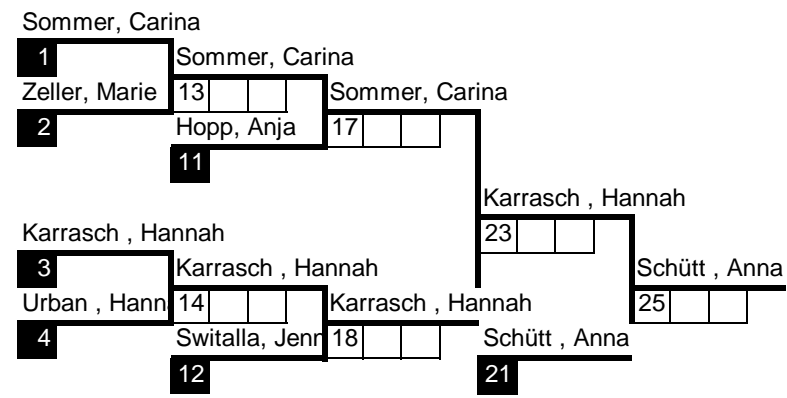 Sommer, Carina
1
Sommer, Carina
Zeller, Marie
13
Sommer, Carina
2
Hopp, Anja
17
11
Karrasch , Hannah
23
Karrasch , Hannah
3
Karrasch , Hannah
Schütt , Anna
Urban , Hann
14
Karrasch , Hannah
25
4
Switalla, Jenn
18
Schütt , Anna
12
21